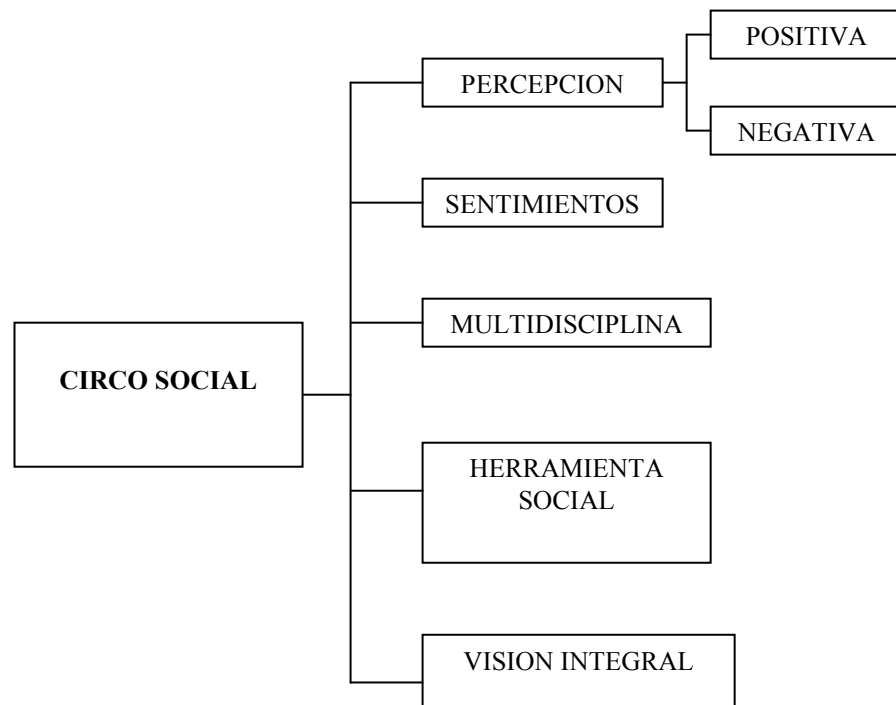 POSITIVA
PERCEPCION
NEGATIVA
SENTIMIENTOS
MULTIDISCIPLINA
CIRCO SOCIAL
HERRAMIENTA
SOCIAL
VISION INTEGRAL